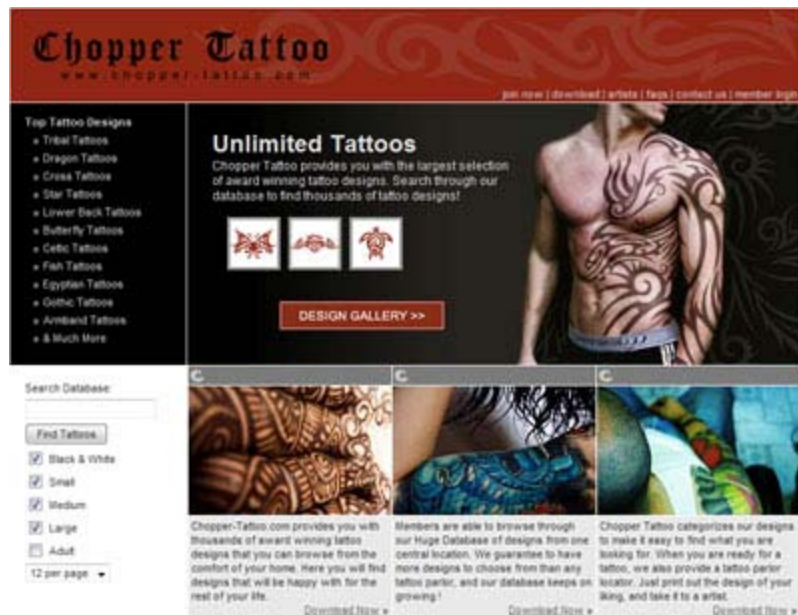 Chopper Tattoo
www.chopper-tattoo.com
join now | download | artists | faqs | contact us | member login
Top Tattoo Designs
» Tribal Tattoos
» Dragon Tattoos
» Cross Tattoos
» Star Tattoos
» Lower Back Tattoos
» Butterfly Tattoos
» Celtic Tattoos
» Fish Tattoos
» Egyptian Tattoos
» Gothic Tattoos
» Armband Tattoos
» & Much More
Unlimited Tattoos
Chopper Tattoo provides you with the largest selection
of award winning tattoo designs. Search through our
database to find thousands of tattoo designs!
DESIGN GALLERY >>
Search Database:
Find Tattoos
Black & White
Small
Medium
Large
Adult
12 per page
Chopper-Tattoo.com provides you with
thousands of award winning tattoo
designs that you can browse from the
comfort of your home. Here you will find
designs that will be happy with for the
rest of your life.
Download Now »
Members are able to browse through
our Huge Database of designs from one
central location. We guarantee to have
more designs to choose from than any
tattoo parlor, and our database keeps on
growing!
Download Now »
Chopper Tattoo categorizes our designs
to make it easy to find what you are
looking for. When you are ready for a
tattoo, we also provide a tattoo parlor
locator. Just print out the design of your
liking, and take it to a artist.
Download Now »